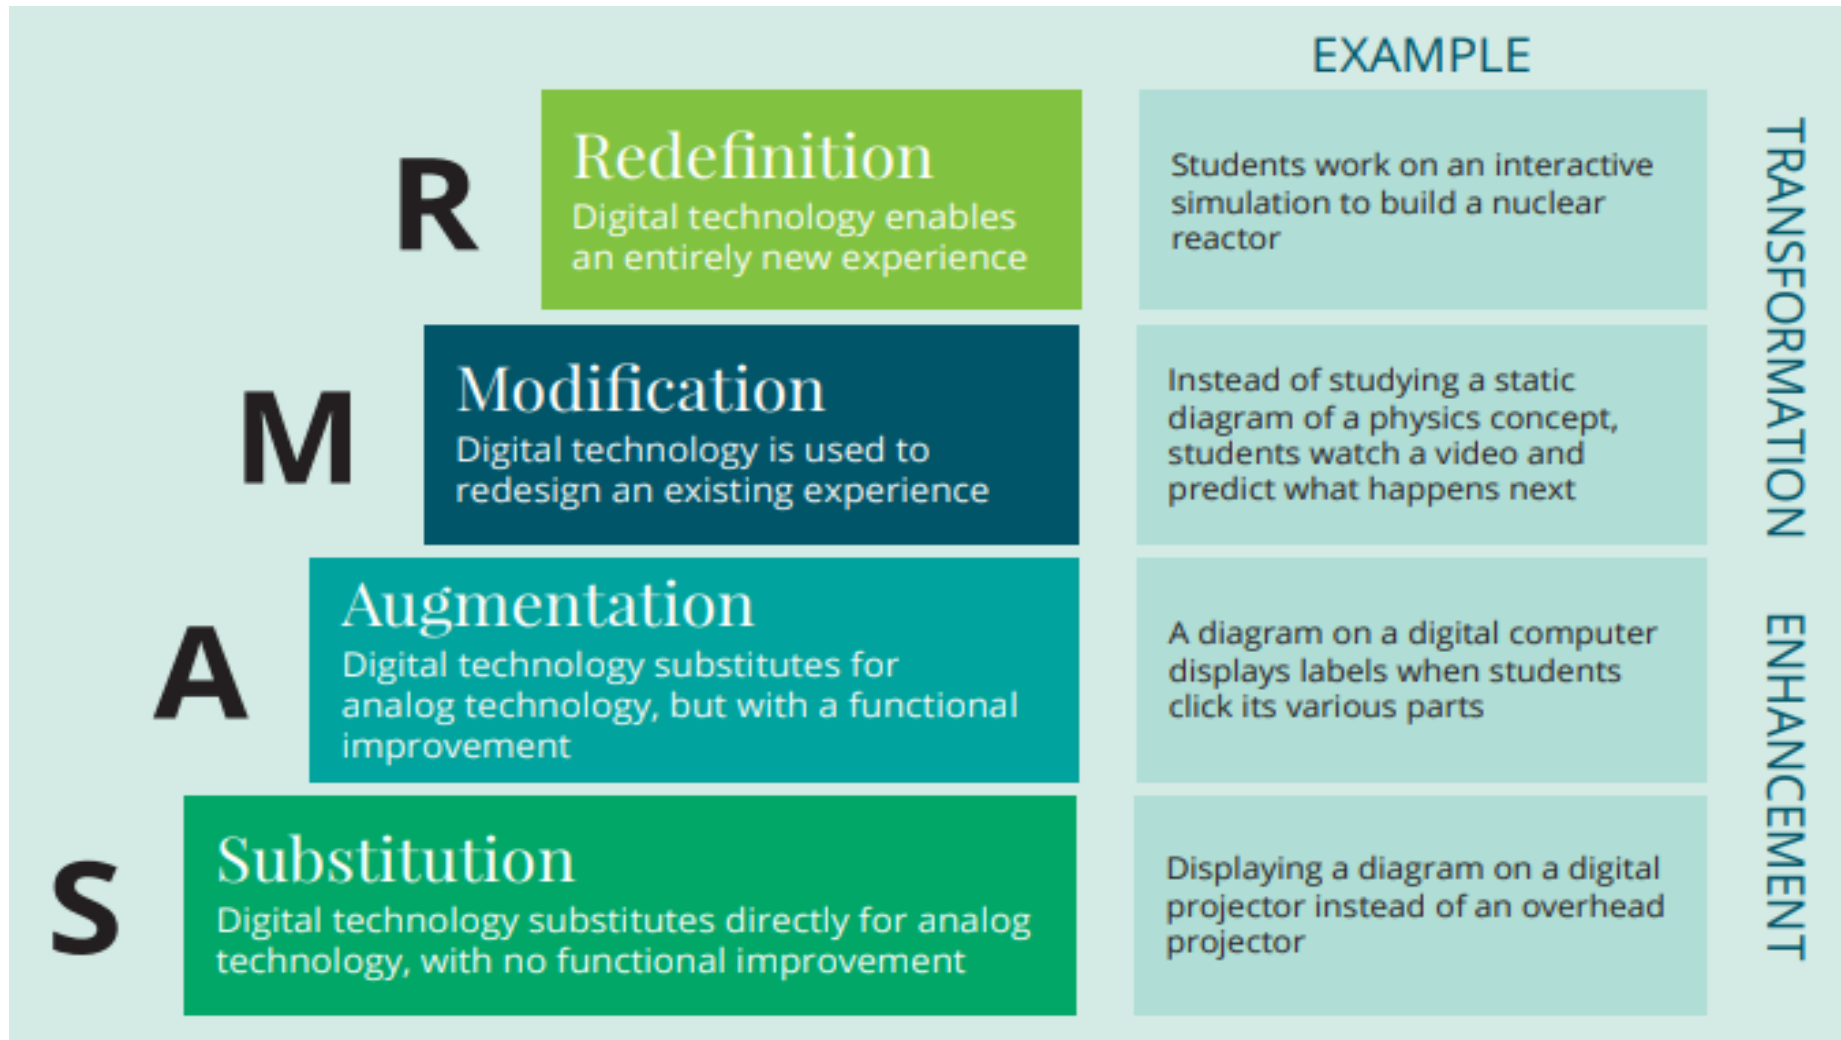 EXAMPLE
R
Redefinition
Digital technology enables
an entirely new experience
Students work on an interactive
simulation to build a nuclear
reactor
M
Modification
Digital technology is used to
redesign an existing experience
Instead of studying a static
diagram of a physics concept,
students watch a video and
predict what happens next
TRANSFORMATION
A
Augmentation
Digital technology substitutes for
analog technology, but with a functional
improvement
A diagram on a digital computer
displays labels when students
click its various parts
S
Substitution
Digital technology substitutes directly for analog
technology, with no functional improvement
Displaying a diagram on a digital
projector instead of an overhead
projector
ENHANCEMENT